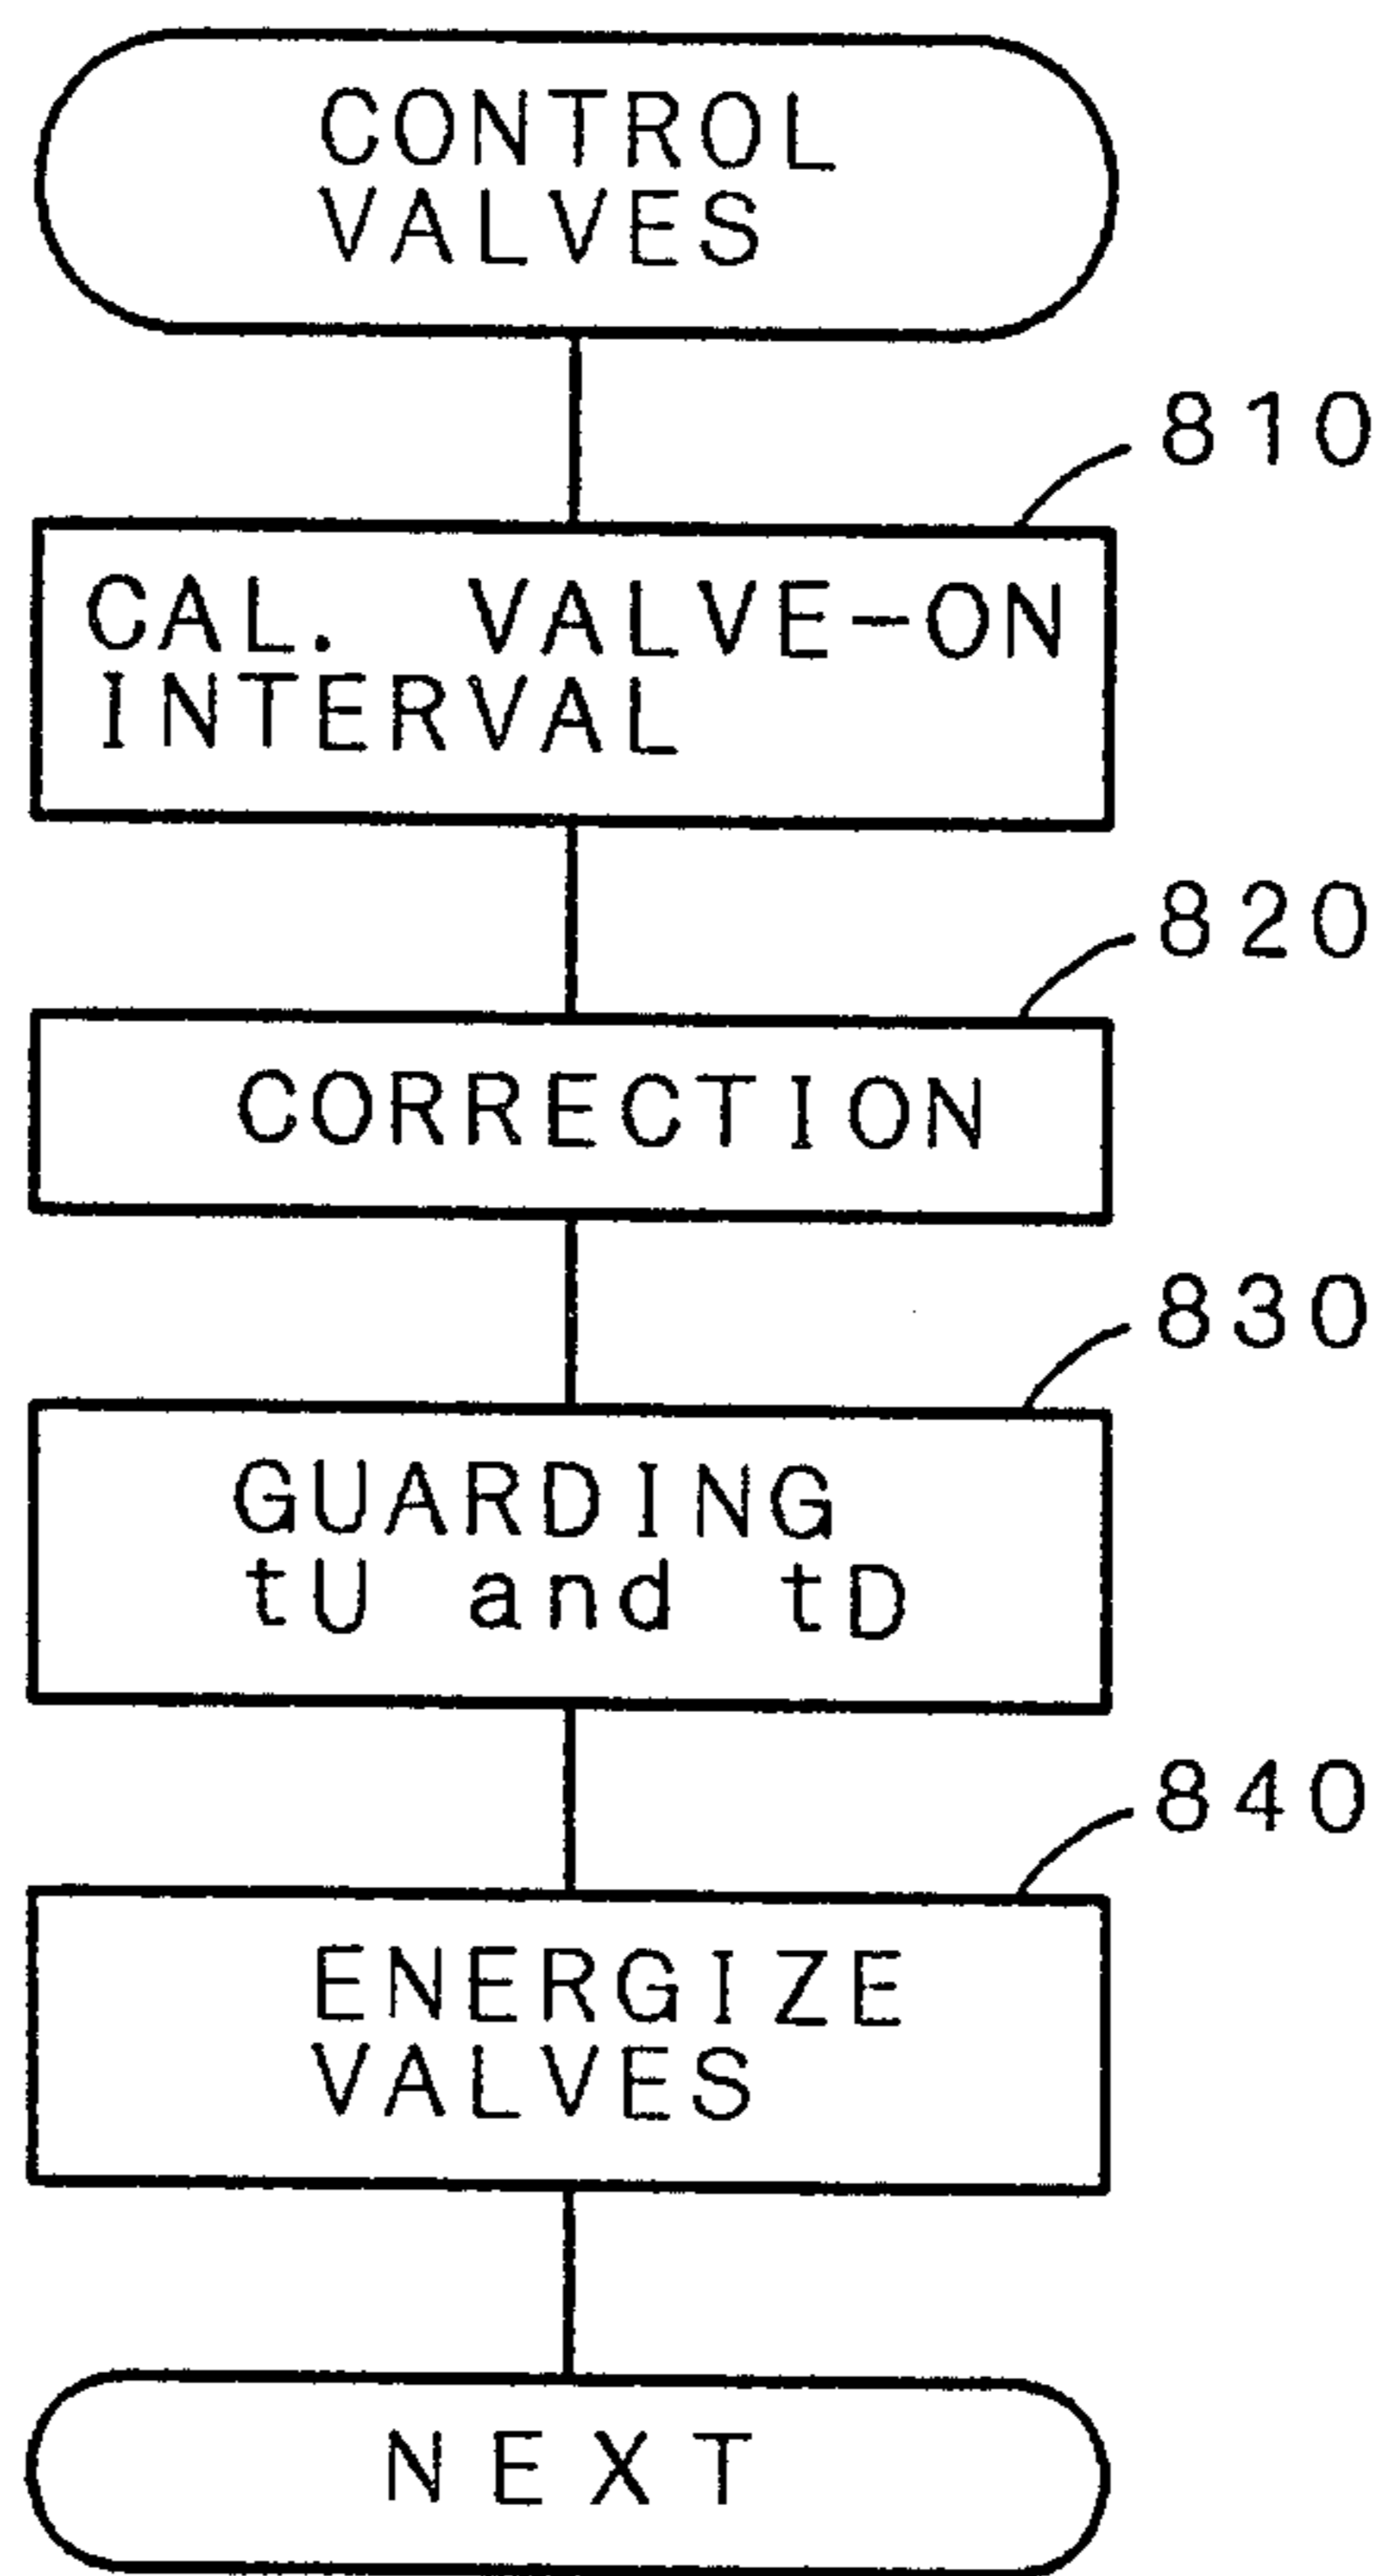 CONTROL
VALVES
810
CAL. VALVE-ON
INTERVAL
820
CORRECTION
830
GUARDING
tU and tD
840
ENERGIZE
VALVES
NEXT